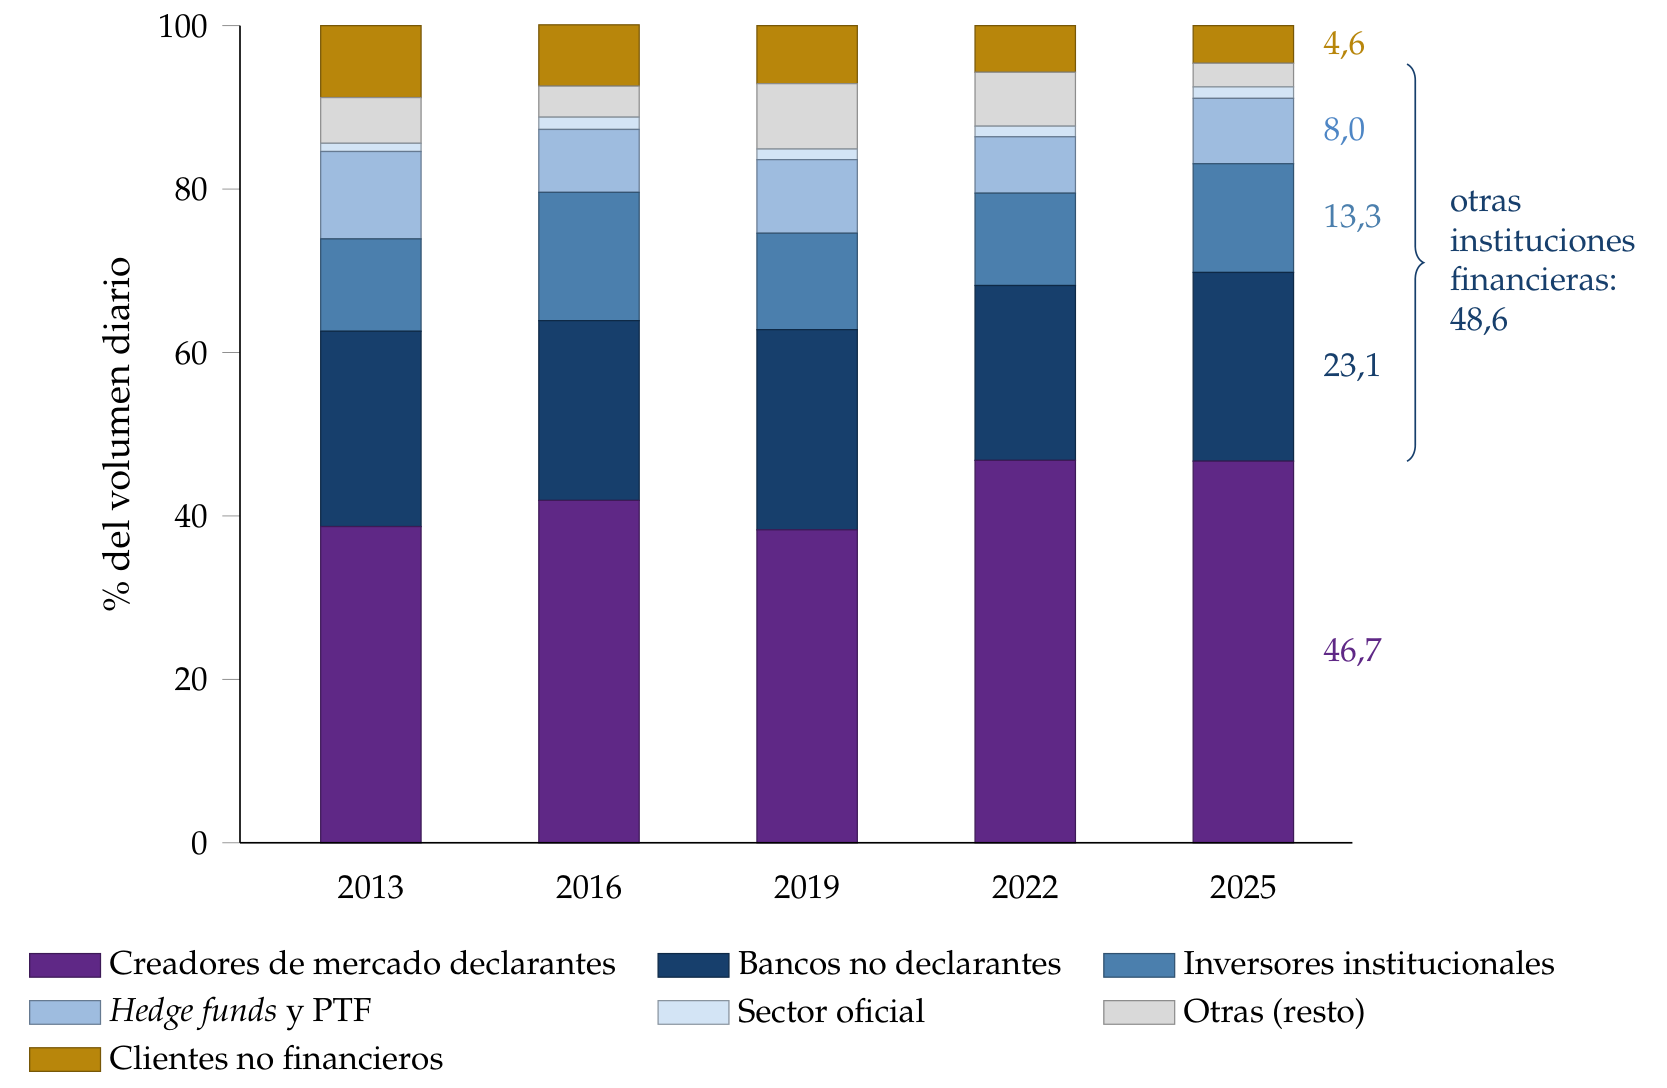 % del volumen diario
100
80
60
40
20
0
2013
2016
2019
2022
2025
4,6
8,0
13,3
23,1
46,7
otras
instituciones
financieras:
48,6
Creadores de mercado declarantes
Bancos no declarantes
Inversores institucionales
Hedge funds y PTF
Sector oficial
Otras (resto)
Clientes no financieros